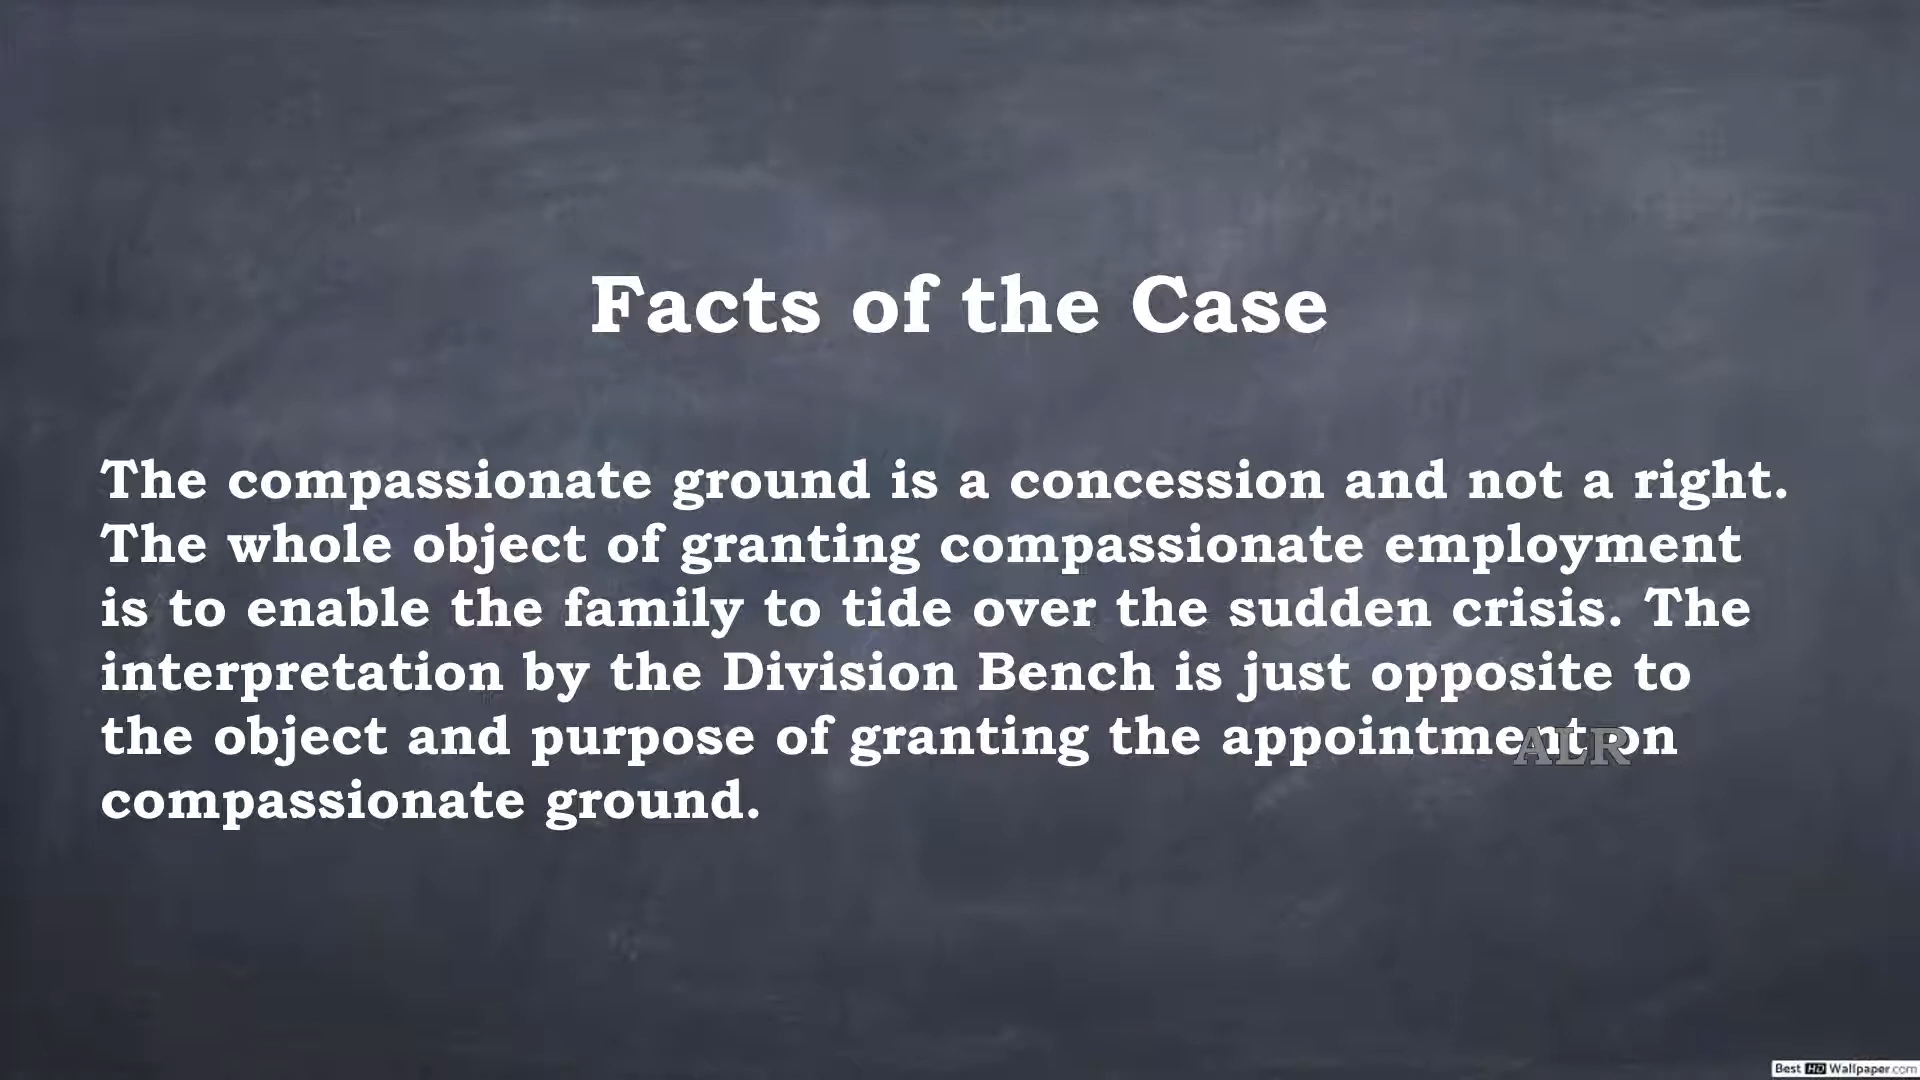 Facts of the Case
The compassionate ground is a concession and not a right.
The whole object of granting compassionate employment
is to enable the family to tide over the sudden crisis. The
interpretation by the Division Bench is just opposite to
the object and purpose of granting the appointment on
compassionate ground.
ALR
Best HD Wallpaper.com